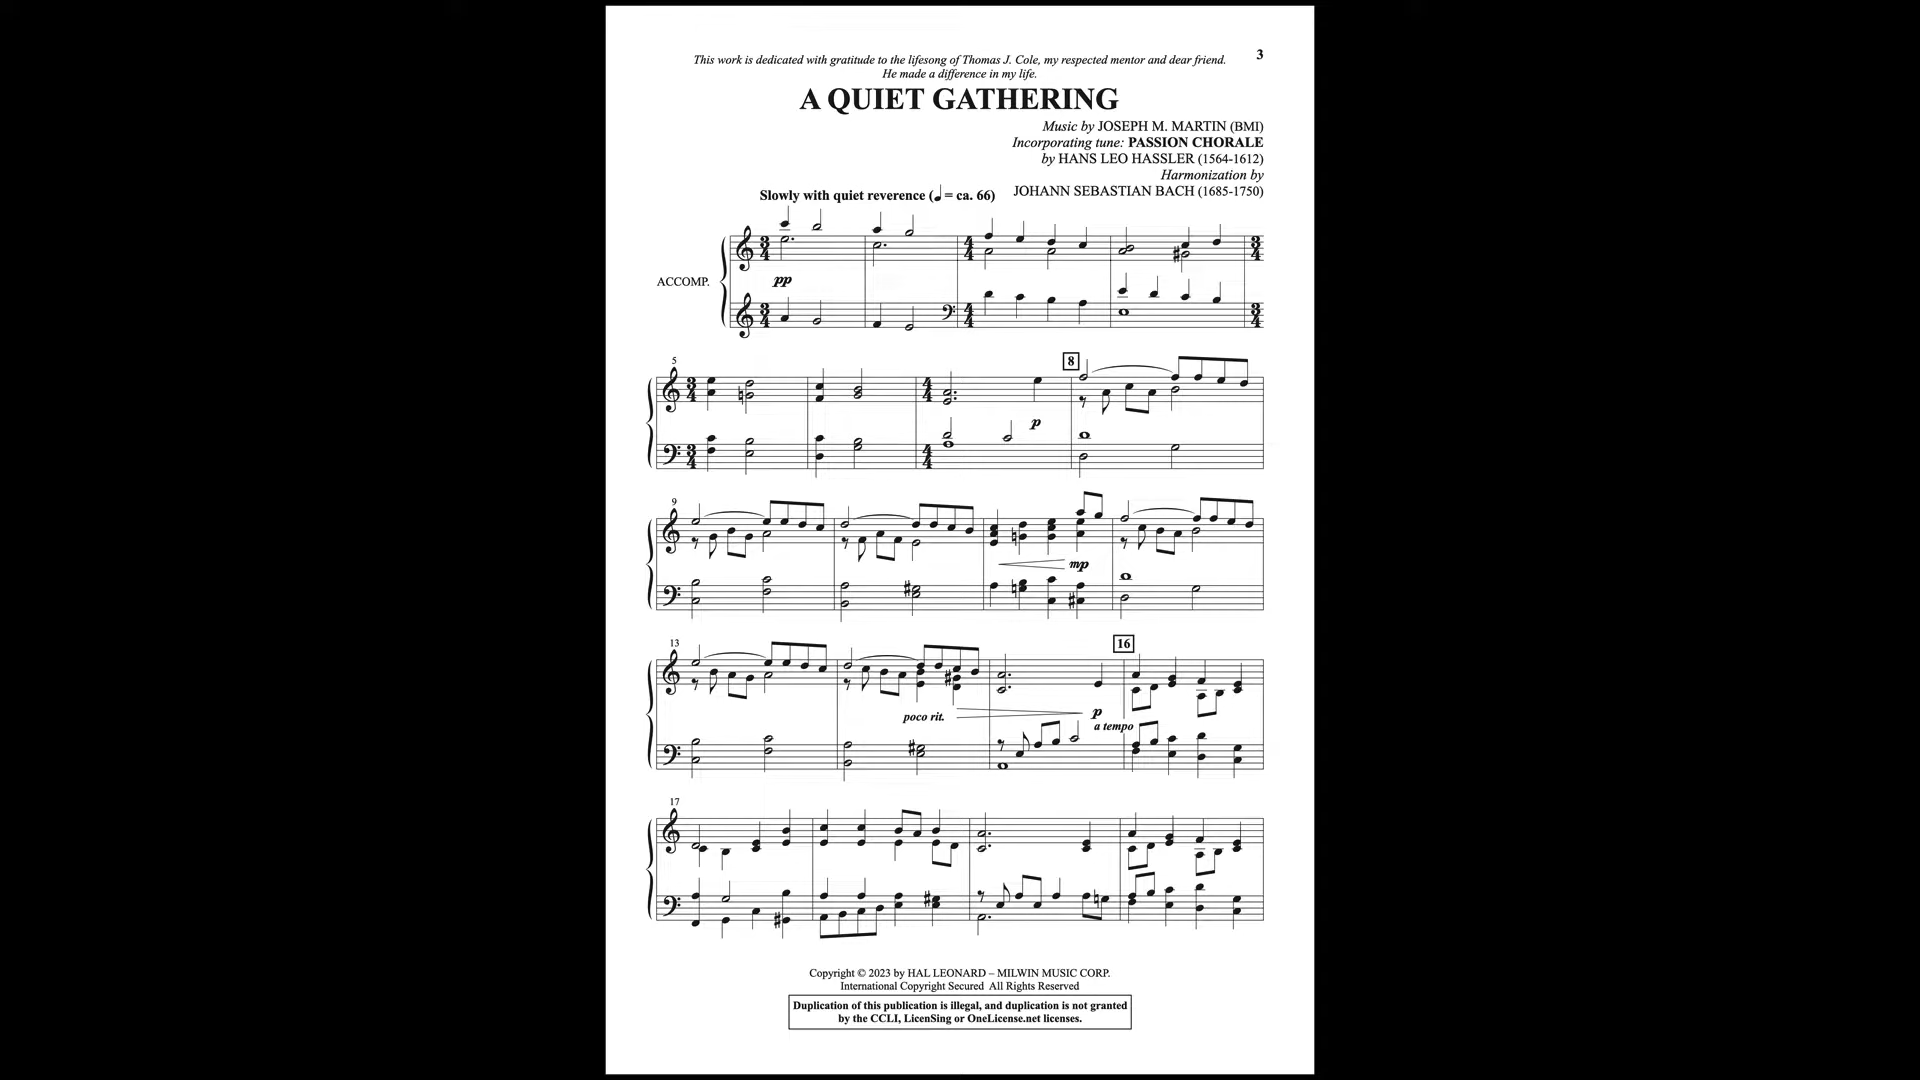 This work is dedicated with gratitude to the lifesong of Thomas J. Cole, my respected mentor and dear friend.
3
He made a difference in my life.
A QUIET GATHERING
Music by JOSEPH M. MARTIN (BMI)
Incorporating tune: PASSION CHORALE
by HANS LEO HASSLER (1564-1612)
Harmonization by
JOHANN SEBASTIAN BACH (1685-1750)
Slowly with quiet reverence (♩ = ca. 66)
ACCOMP.
pp
5
8
p
9
mp
13
16
poco rit.
p
a tempo
17
Copyright © 2023 by HAL LEONARD – MILWIN MUSIC CORP.
International Copyright Secured All Rights Reserved
Duplication of this publication is illegal, and duplication is not granted
by the CCLI, LicenSing or OneLicense.net licenses.